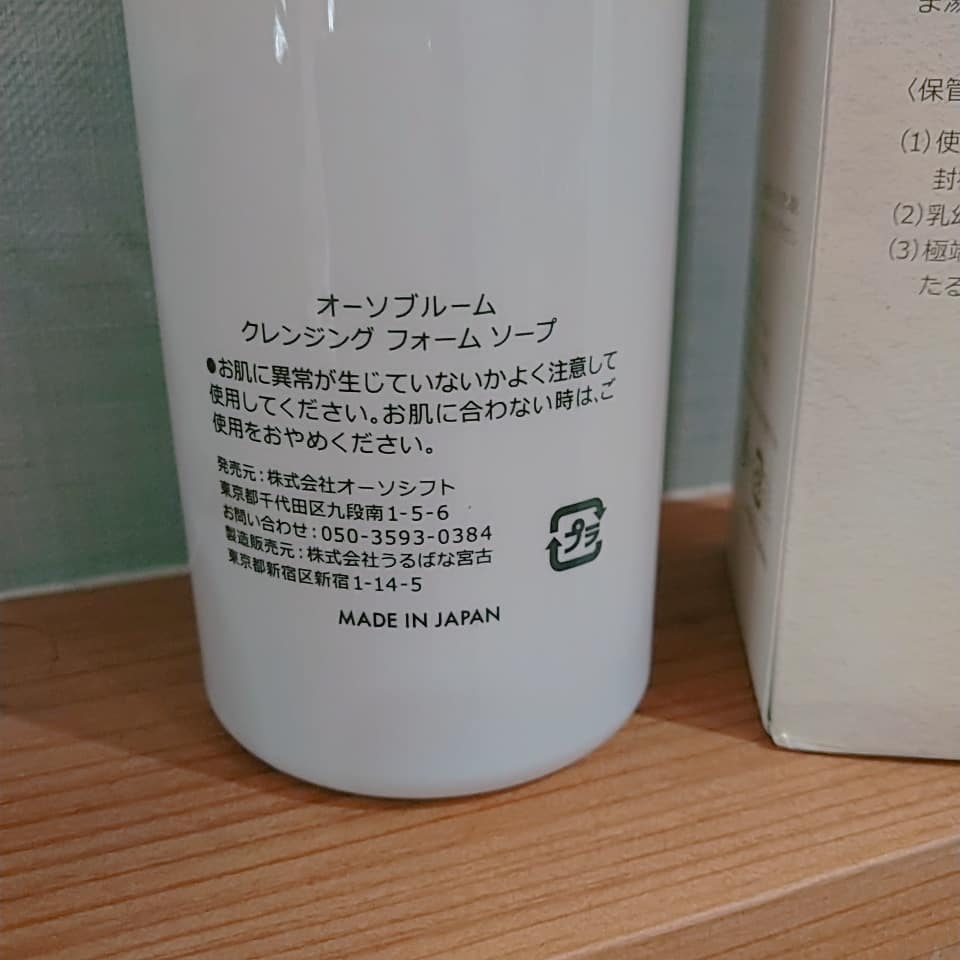 オーソブルーム
クレンジング フォーム ソープ
●お肌に異常が生じていないかよく注意して
使用してください。お肌に合わない時は、ご
使用をおやめください。
発売元:株式会社オーソシフト
東京都千代田区九段南1-5-6
お問い合わせ:050-3593-0384
製造販売元:株式会社うるばな宮古
東京都新宿区新宿1-14-5
MADE IN JAPAN
プラ
〈保管
(1)使
封
(2)乳幼
(3)極端
たる